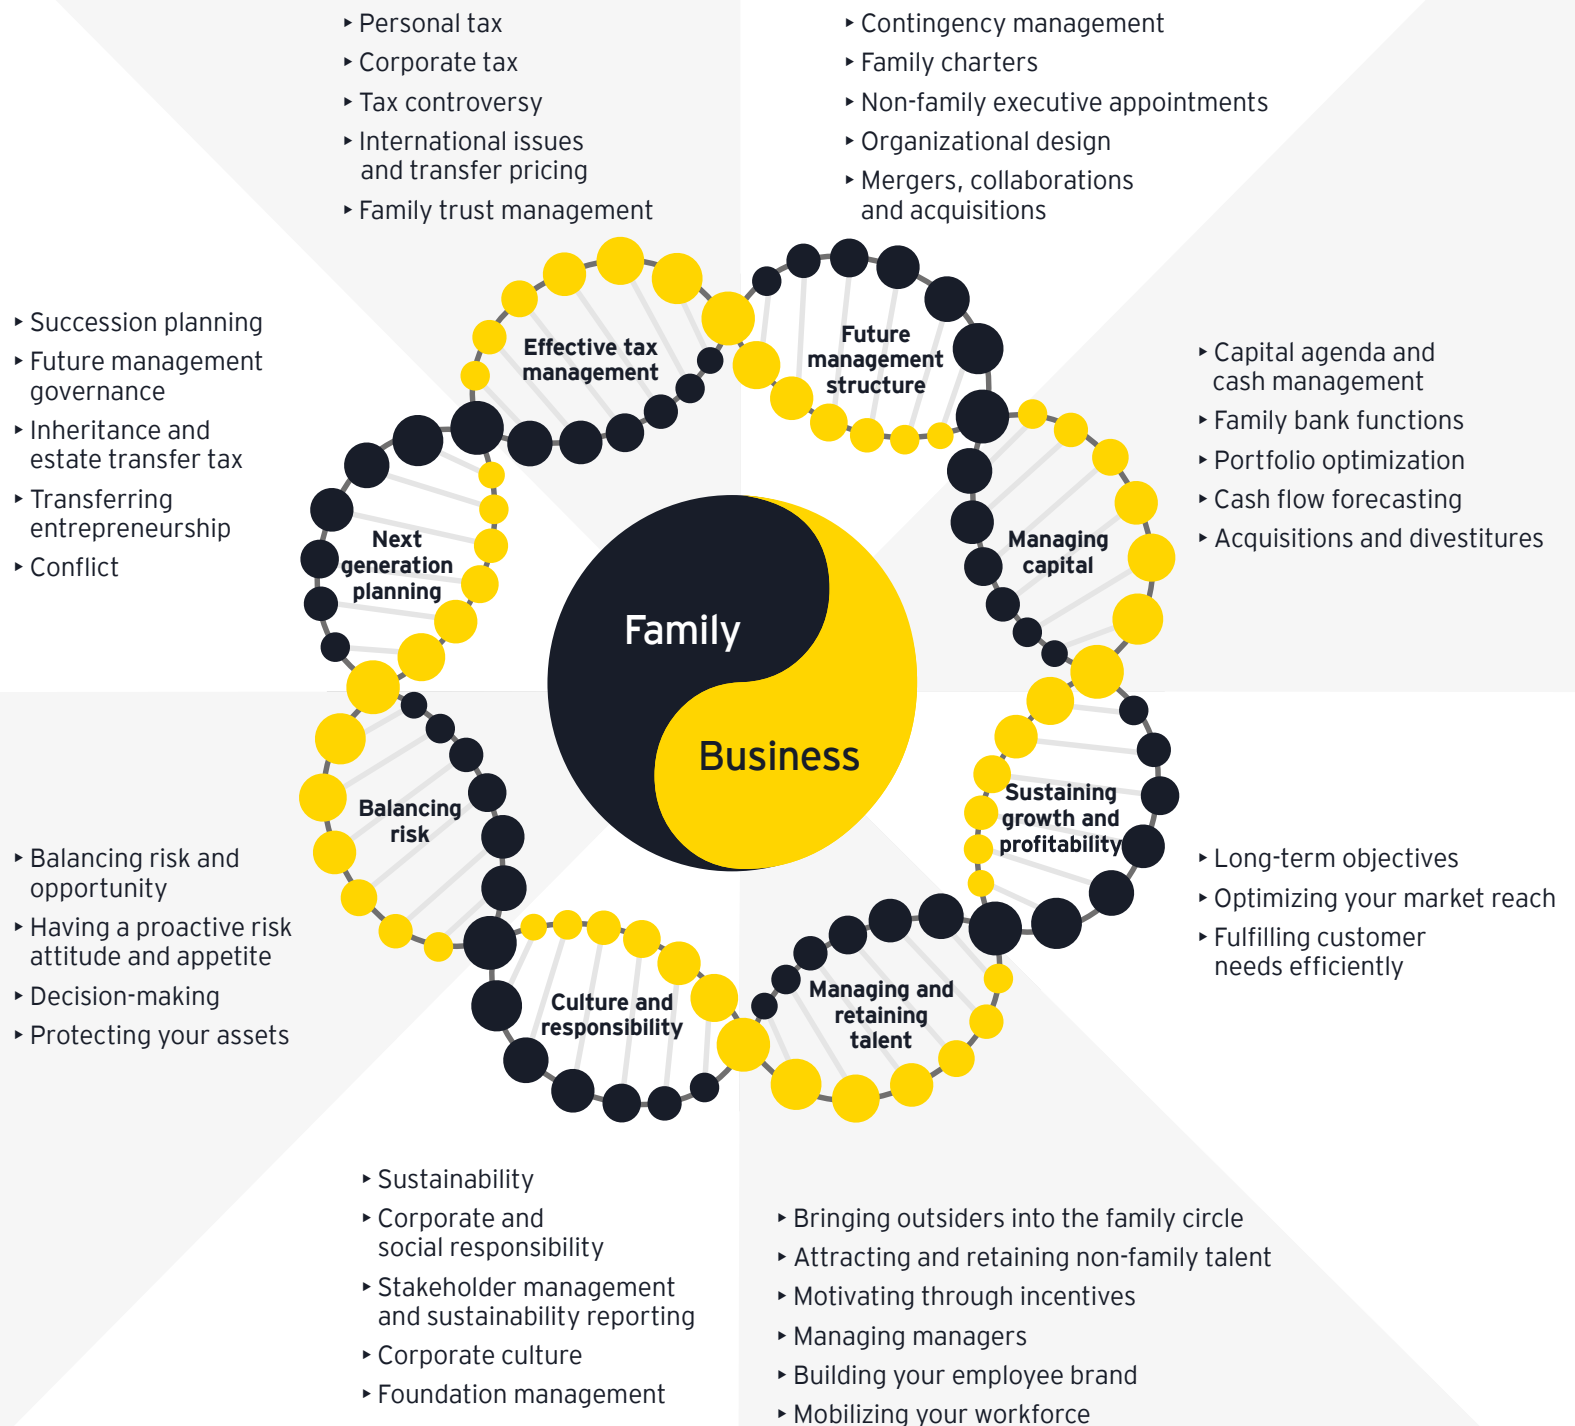 ‣ Personal tax
‣ Corporate tax
‣ Tax controversy
‣ International issues
and transfer pricing
‣ Family trust management
‣ Contingency management
‣ Family charters
‣ Non-family executive appointments
‣ Organizational design
‣ Mergers, collaborations
and acquisitions
‣ Succession planning
‣ Future management
governance
‣ Inheritance and
estate transfer tax
‣ Transferring
entrepreneurship
‣ Conflict
Effective tax
management
Future
management
structure
‣ Capital agenda and
cash management
‣ Family bank functions
‣ Portfolio optimization
‣ Cash flow forecasting
‣ Acquisitions and divestitures
Next
generation
planning
Managing
capital
Family
Business
Balancing
risk
Sustaining
growth and
profitability
‣ Balancing risk and
opportunity
‣ Having a proactive risk
attitude and appetite
‣ Decision-making
‣ Protecting your assets
‣ Long-term objectives
‣ Optimizing your market reach
‣ Fulfilling customer
needs efficiently
Culture and
responsibility
Managing and
retaining
talent
‣ Sustainability
‣ Corporate and
social responsibility
‣ Stakeholder management
and sustainability reporting
‣ Corporate culture
‣ Foundation management
‣ Bringing outsiders into the family circle
‣ Attracting and retaining non-family talent
‣ Motivating through incentives
‣ Managing managers
‣ Building your employee brand
‣ Mobilizing your workforce